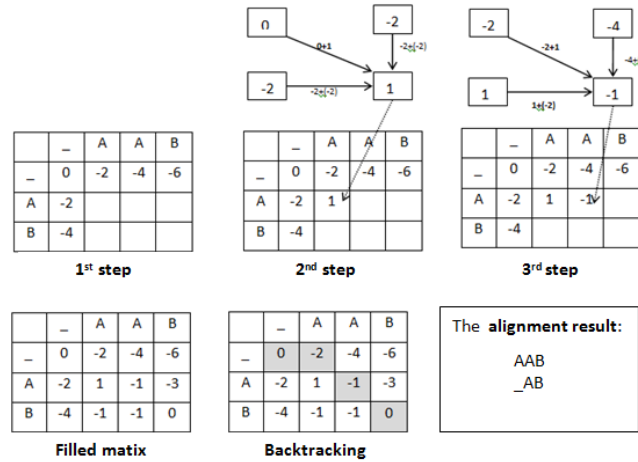 0
-2
0+1
-2+(-2)
-2
-2+(-2)
1
-2
-4
-2+1
1
1+(-2)
-1
_ A A B
_ 0 -2 -4 -6
A -2
B -4
1st step
_ A A B
_ 0 -2 -4 -6
A -2 1
B -4
2nd step
_ A A B
_ 0 -2 -4 -6
A -2 1 -1
B -4
3rd step
_ A A B
_ 0 -2 -4 -6
A -2 1 -1 -3
B -4 -1 -1 0
Filled matix
_ A A B
_ 0 -2 -4 -6
A -2 1 -1 -3
B -4 -1 -1 0
Backtracking
The alignment result:
AAB
_AB